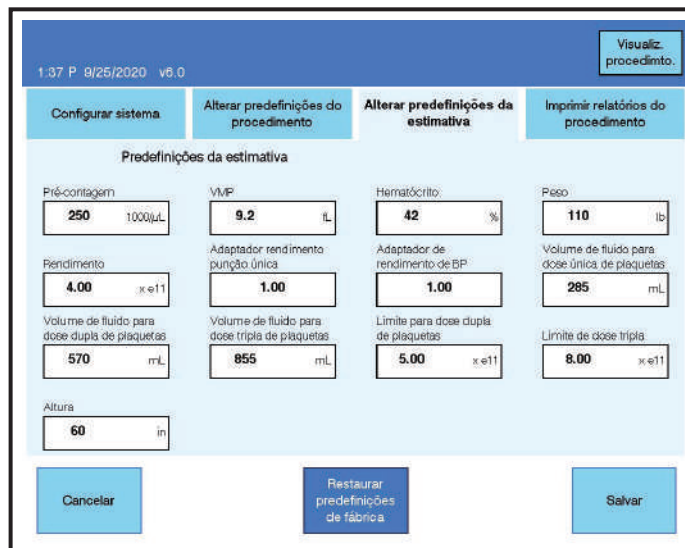 Visualiz.
procedimto.
1:37 P 9/25/2020 v6.0
Configurar sistema
Alterar predefinições do
procedimento
Alterar predefinições da
estimativa
Imprimir relatórios do
procedimento
Predefinições da estimativa
Pré-contagem
250 1000/µL
VMP
9.2 fL
Hematócrito
42 %
Peso
110 lb
Rendimento
4.00 x e11
Adaptador rendimento
punção única
1.00
Adaptador de
rendimento de BP
1.00
Volume de fluido para
dose única de plaquetas
285 mL
Volume de fluido para
dose dupla de plaquetas
570 mL
Volume de fluido para
dose tripla de plaquetas
855 mL
Limite para dose dupla
de plaquetas
5.00 x e11
Limite de dose tripla
8.00 x e11
Altura
60 in
Cancelar
Restaurar
predefinições
de fábrica
Salvar